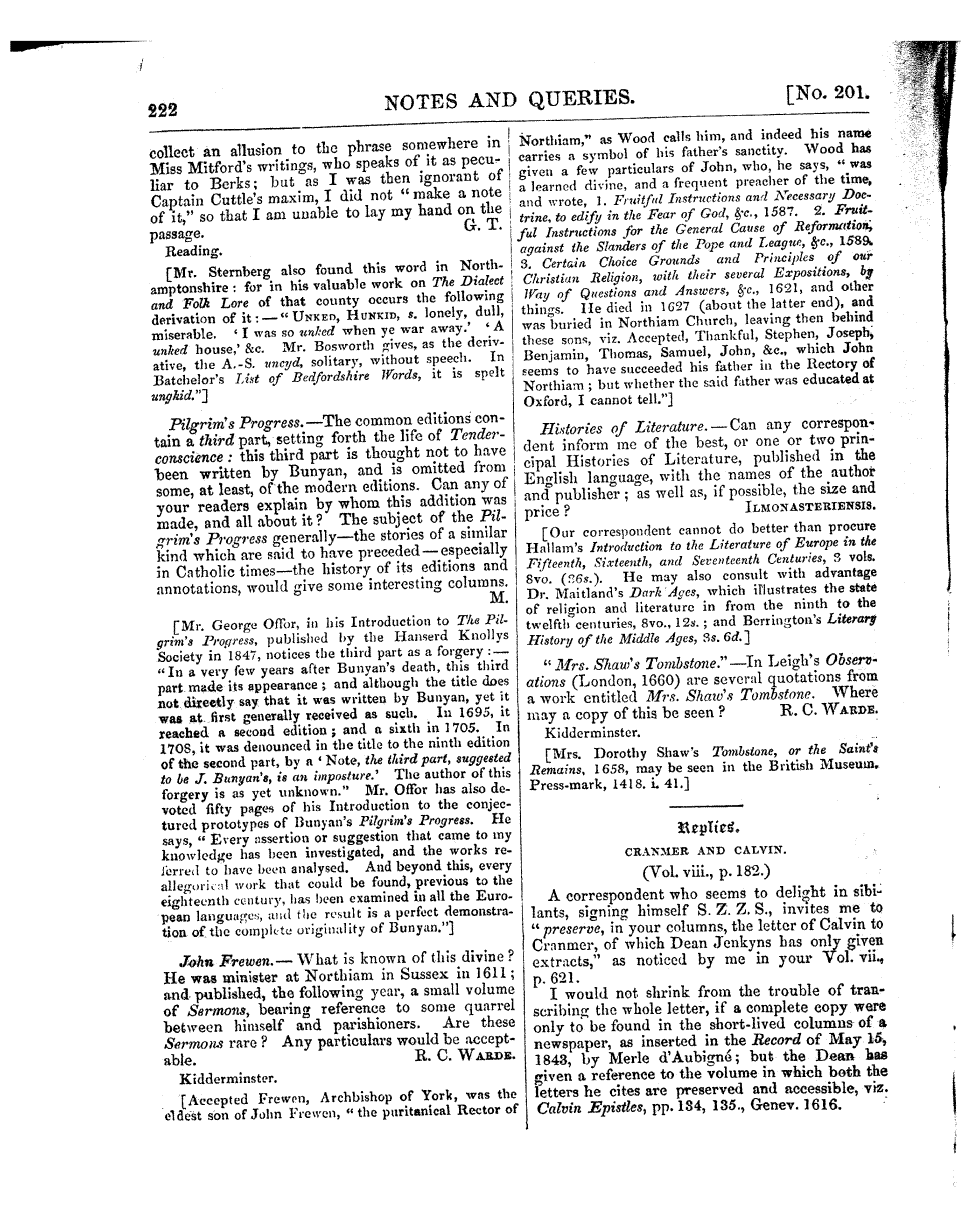 222
NOTES AND QUERIES.
[No. 201.
collect an allusion to the phrase somewhere in
Miss Mitford's writings, who speaks of it as pecu-
liar to Berks; but as I was then ignorant of
Captain Cuttle's maxim, I did not "make a note
of it," so that I am unable to lay my hand on the
passage. G. T.
Reading.
[Mr. Sternberg also found this word in North-
amptonshire: for in his valuable work on The Dialect
and Folk Lore of that county occurs the following
derivation of it:—"UNKED, HUNKID, s. lonely, dull,
miserable. 'I was so unked when ye war away.' 'A
unked house,' &c. Mr. Bosworth gives, as the deriv-
ative, the A.-S. uncyd, solitary, without speech. In
Batchelor's List of Bedfordshire Words, it is spelt
ungkid."]
Pilgrim's Progress.—The common editions con-
tain a third part, setting forth the life of Tender-
conscience: this third part is thought not to have
been written by Bunyan, and is omitted from
some, at least, of the modern editions. Can any of
your readers explain by whom this addition was
made, and all about it? The subject of the Pil-
grim's Progress generally—the stories of a similar
kind which are said to have preceded—especially
in Catholic times—the history of its editions and
annotations, would give some interesting columns.
M.
[Mr. George Offor, in his Introduction to The Pil-
grim's Progress, published by the Hanserd Knollys
Society in 1847, notices the third part as a forgery:—
"In a very few years after Bunyan's death, this third
part made its appearance; and although the title does
not directly say that it was written by Bunyan, yet it
was at first generally received as such. In 1695, it
reached a second edition; and a sixth in 1705. In
1708, it was denounced in the title to the ninth edition
of the second part, by a 'Note, the third part, suggested
to be J. Bunyan's, is an imposture.' The author of this
forgery is as yet unknown." Mr. Offor has also de-
voted fifty pages of his Introduction to the conjec-
tured prototypes of Bunyan's Pilgrim's Progress. He
says, "Every assertion or suggestion that came to my
knowledge has been investigated, and the works re-
ferred to have been analysed. And beyond this, every
allegorical work that could be found, previous to the
eighteenth century, has been examined in all the Euro-
pean languages, and the result is a perfect demonstra-
tion of the complete originality of Bunyan."]
John Frewen.—What is known of this divine?
He was minister at Northiam in Sussex in 1611;
and published, the following year, a small volume
of Sermons, bearing reference to some quarrel
between himself and parishioners. Are these
Sermons rare? Any particulars would be accept-
able. R. C. WARDE.
Kidderminster.
[Accepted Frewen, Archbishop of York, was the
eldest son of John Frewen, "the puritanical Rector of
Northiam," as Wood calls him, and indeed his name
carries a symbol of his father's sanctity. Wood has
given a few particulars of John, who, he says, "was
a learned divine, and a frequent preacher of the time,
and wrote, 1. Fruitful Instructions and Necessary Doc-
trine, to edify in the Fear of God, &c., 1587. 2. Fruit-
ful Instructions for the General Cause of Reformation,
against the Slanders of the Pope and League, &c., 1589.
3. Certain Choice Grounds and Principles of our
Christian Religion, with their several Expositions, by
Way of Questions and Answers, &c., 1621, and other
things. He died in 1627 (about the latter end), and
was buried in Northiam Church, leaving then behind
these sons, viz. Accepted, Thankful, Stephen, Joseph,
Benjamin, Thomas, Samuel, John, &c., which John
seems to have succeeded his father in the Rectory of
Northiam; but whether the said father was educated at
Oxford, I cannot tell."]
Histories of Literature.—Can any correspon-
dent inform me of the best, or one or two prin-
cipal Histories of Literature, published in the
English language, with the names of the author
and publisher; as well as, if possible, the size and
price? ILMONASTERIENSIS.
[Our correspondent cannot do better than procure
Hallam's Introduction to the Literature of Europe in the
Fifteenth, Sixteenth, and Seventeenth Centuries, 3 vols.
8vo. (36s.). He may also consult with advantage
Dr. Maitland's Dark Ages, which illustrates the state
of religion and literature in from the ninth to the
twelfth centuries, 8vo., 12s.; and Berrington's Literary
History of the Middle Ages, 3s. 6d.]
"Mrs. Shaw's Tombstone."—In Leigh's Observ-
ations (London, 1660) are several quotations from
a work entitled Mrs. Shaw's Tombstone. Where
may a copy of this be seen? R. C. WARDE.
Kidderminster.
[Mrs. Dorothy Shaw's Tombstone, or the Saint's
Remains, 1658, may be seen in the British Museum,
Press-mark, 1418. i. 41.]
Replies.
CRANMER AND CALVIN.
(Vol. viii., p. 182.)
A correspondent who seems to delight in sibi-
lants, signing himself S. Z. Z. S., invites me to
"preserve, in your columns, the letter of Calvin to
Cranmer, of which Dean Jenkyns has only given
extracts," as noticed by me in your Vol. vii.,
p. 621.
I would not shrink from the trouble of tran-
scribing the whole letter, if a complete copy were
only to be found in the short-lived columns of a
newspaper, as inserted in the Record of May 15,
1843, by Merle d'Aubigné; but the Dean has
given a reference to the volume in which both the
letters he cites are preserved and accessible, viz.
Calvin Epistles, pp. 134, 135., Genev. 1616.